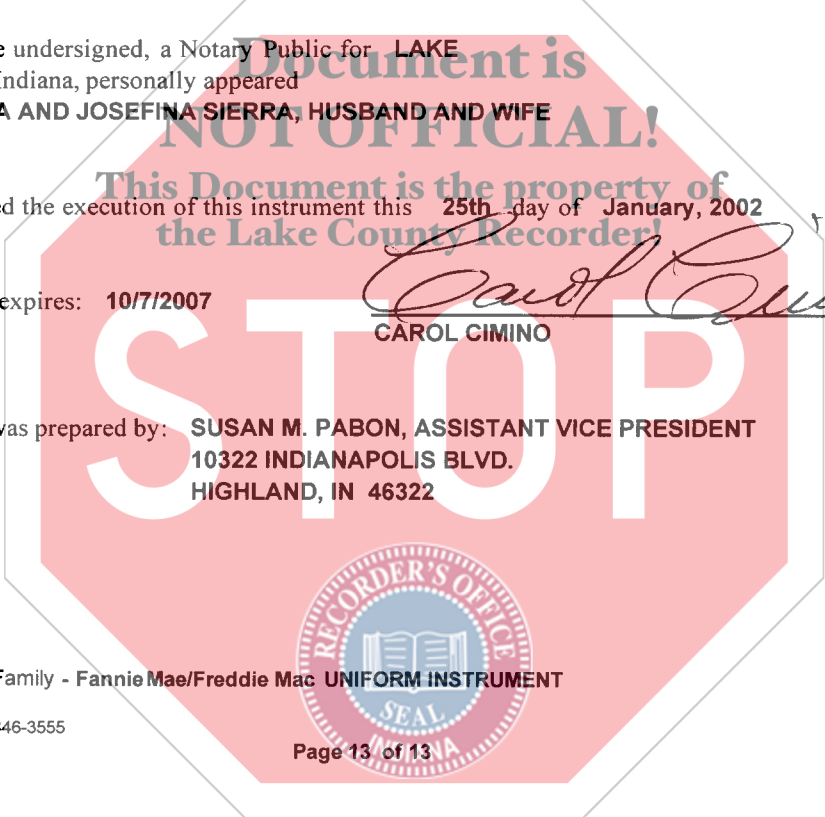 e undersigned, a Notary Public for LAKE
Document is
Indiana, personally appeared
A AND JOSEFINA SIERRA, HUSBAND AND WIFE
NOT OFFICIAL!
This Document is the property of
ed the execution of this instrument this 25th day of January, 2002
the Lake County Recorder!
expires: 10/7/2007
CAROL CIMINO
STOP
was prepared by: SUSAN M. PABON, ASSISTANT VICE PRESIDENT
10322 INDIANAPOLIS BLVD.
HIGHLAND, IN 46322
RECORDER'S OFFICE
Family - Fannie Mae/Freddie Mac UNIFORM INSTRUMENT
SEAL
46-3555
INDIANA
Page 13 of 13